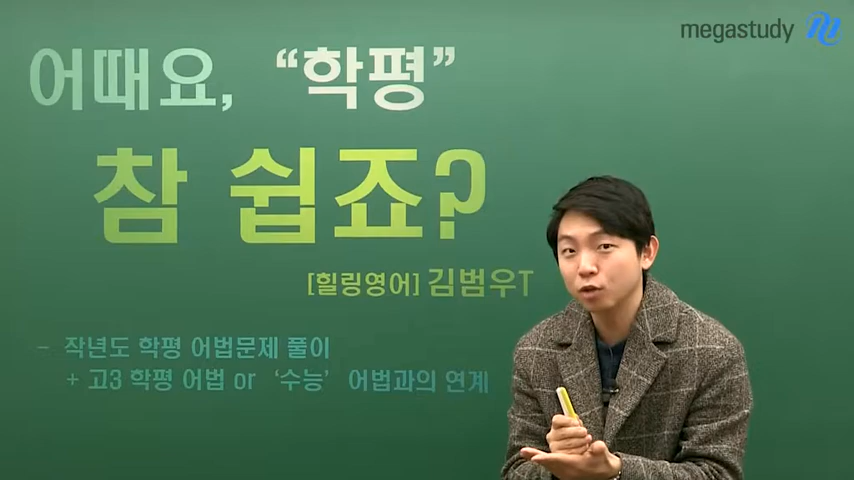 megastudy
어때요, “학평”
참 쉽죠?
[힐링영어] 김범우T
- 작년도 학평 어법문제 풀이
+ 고3 학평 어법 or ‘수능’ 어법과의 연계